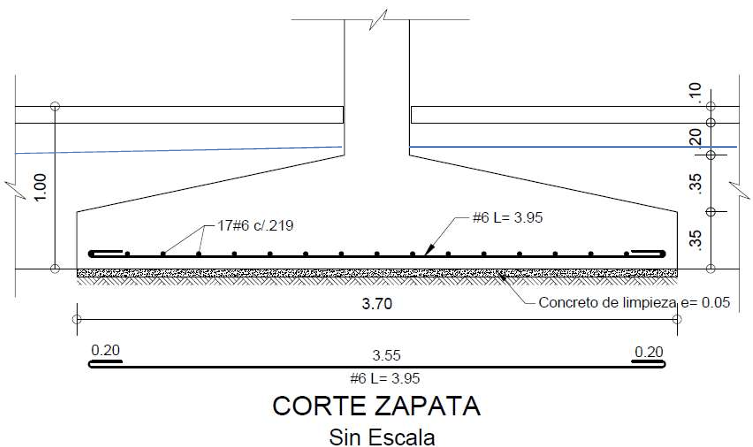 .10
.20
1.00
.35
17#6 c/.219
#6 L= 3.95
.35
Concreto de limpieza e= 0.05
3.70
0.20
3.55
0.20
#6 L= 3.95
CORTE ZAPATA
Sin Escala